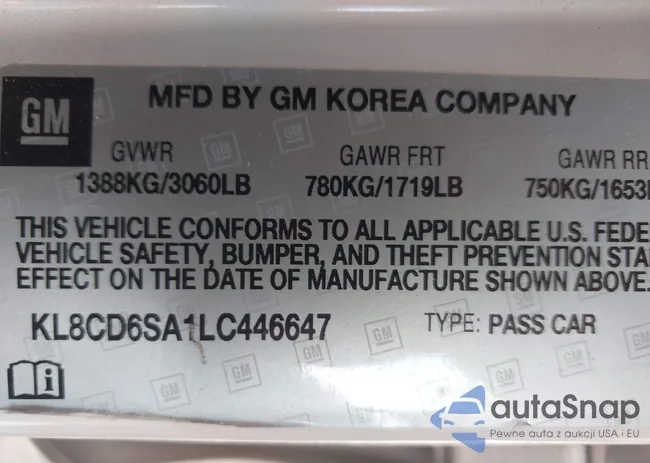 GM
MFD BY GM KOREA COMPANY
GVWR GAWR FRT GAWR RR
1388KG/3060LB 780KG/1719LB 750KG/1653
THIS VEHICLE CONFORMS TO ALL APPLICABLE U.S. FEDE
VEHICLE SAFETY, BUMPER, AND THEFT PREVENTION STA
EFFECT ON THE DATE OF MANUFACTURE SHOWN ABOVE.
KL8CD6SA1LC446647 TYPE: PASS CAR
autaSnap
Pewne auta z aukcji USA i EU